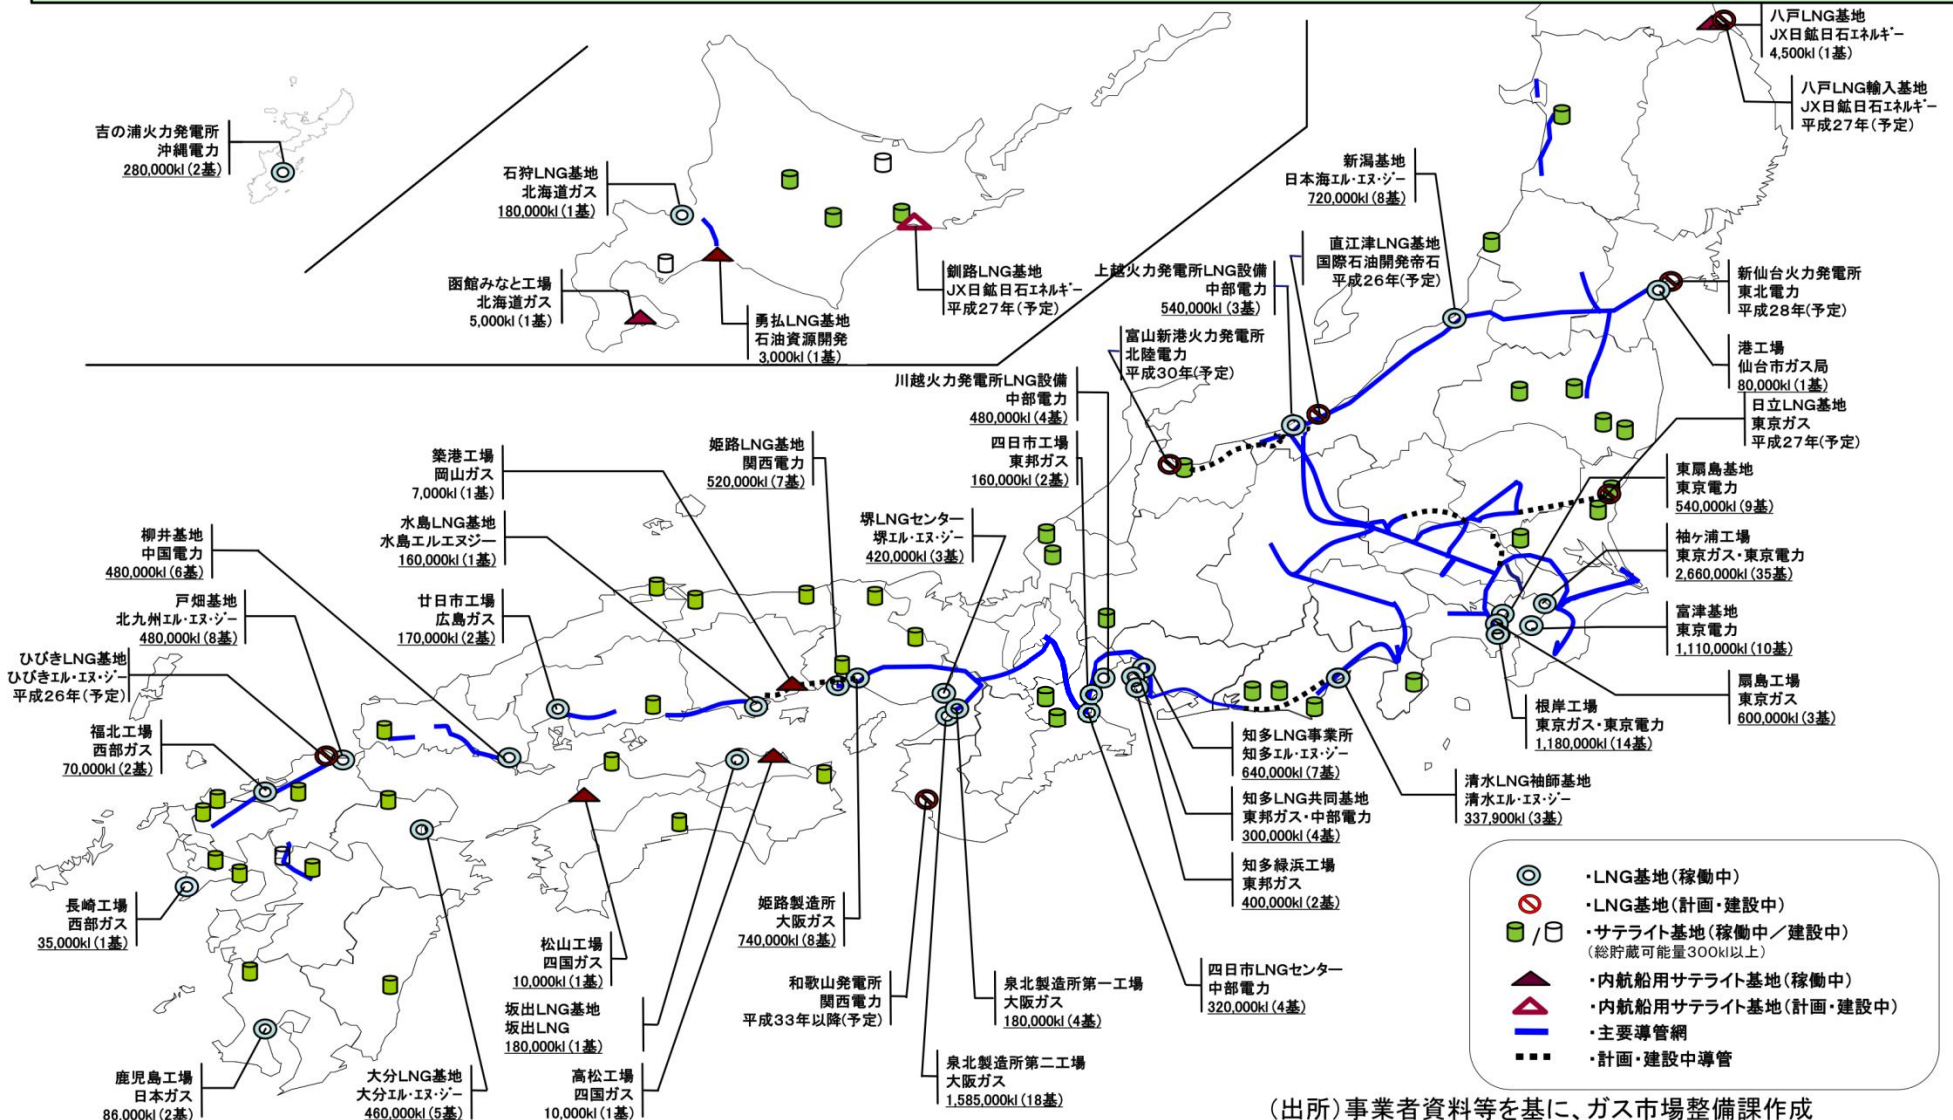 八戸LNG基地
JX日鉱日石エネルギー
4,500kl(1基)
八戸LNG輸入基地
JX日鉱日石エネルギー
平成27年(予定)
吉の浦火力発電所
沖縄電力
280,000kl(2基)
石狩LNG基地
北海道ガス
180,000kl(1基)
函館みなと工場
北海道ガス
5,000kl(1基)
勇払LNG基地
石油資源開発
3,000kl(1基)
釧路LNG基地
JX日鉱日石エネルギー
平成27年(予定)
新潟基地
日本海エル・エヌ・ジー
720,000kl(8基)
直江津LNG基地
国際石油開発帝石
平成26年(予定)
上越火力発電所LNG設備
中部電力
540,000kl(3基)
富山新港火力発電所
北陸電力
平成30年(予定)
新仙台火力発電所
東北電力
平成28年(予定)
港工場
仙台市ガス局
80,000kl(1基)
日立LNG基地
東京ガス
平成27年(予定)
川越火力発電所LNG設備
中部電力
480,000kl(4基)
四日市工場
東邦ガス
160,000kl(2基)
東扇島基地
東京電力
540,000kl(9基)
袖ヶ浦工場
東京ガス・東京電力
2,660,000kl(35基)
富津基地
東京電力
1,110,000kl(10基)
扇島工場
東京ガス
600,000kl(3基)
根岸工場
東京ガス・東京電力
1,180,000kl(14基)
築港工場
岡山ガス
7,000kl(1基)
姫路LNG基地
関西電力
520,000kl(7基)
水島LNG基地
水島エルエヌジー
160,000kl(1基)
堺LNGセンター
堺エル・エヌ・ジー
420,000kl(3基)
柳井基地
中国電力
480,000kl(6基)
戸畑基地
北九州エル・エヌ・ジー
480,000kl(8基)
廿日市工場
広島ガス
170,000kl(2基)
ひびきLNG基地
ひびきエル・エヌ・ジー
平成26年(予定)
福北工場
西部ガス
70,000kl(2基)
長崎工場
西部ガス
35,000kl(1基)
鹿児島工場
日本ガス
86,000kl(2基)
大分LNG基地
大分エル・エヌ・ジー
460,000kl(5基)
松山工場
四国ガス
10,000kl(1基)
坂出LNG基地
坂出LNG
180,000kl(1基)
高松工場
四国ガス
10,000kl(1基)
姫路製造所
大阪ガス
740,000kl(8基)
和歌山発電所
関西電力
平成33年以降(予定)
泉北製造所第一工場
大阪ガス
180,000kl(4基)
泉北製造所第二工場
大阪ガス
1,585,000kl(18基)
四日市LNGセンター
中部電力
320,000kl(4基)
知多LNG事業所
知多エル・エヌ・ジー
640,000kl(7基)
知多LNG共同基地
東邦ガス・中部電力
300,000kl(4基)
知多緑浜工場
東邦ガス
400,000kl(2基)
清水LNG袖師基地
清水エル・エヌ・ジー
337,900kl(3基)
・LNG基地(稼働中)
・LNG基地(計画・建設中)
/ ・サテライト基地(稼働中/建設中)
(総貯蔵可能量300kl以上)
・内航船用サテライト基地(稼働中)
・内航船用サテライト基地(計画・建設中)
・主要導管網
・計画・建設中導管
(出所)事業者資料等を基に、ガス市場整備課作成